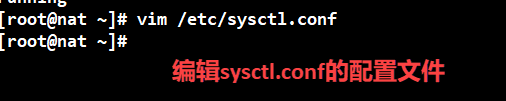 running
[root@nat ~]# vim /etc/sysctl.conf
[root@nat ~]#
编辑sysctl.conf的配置文件